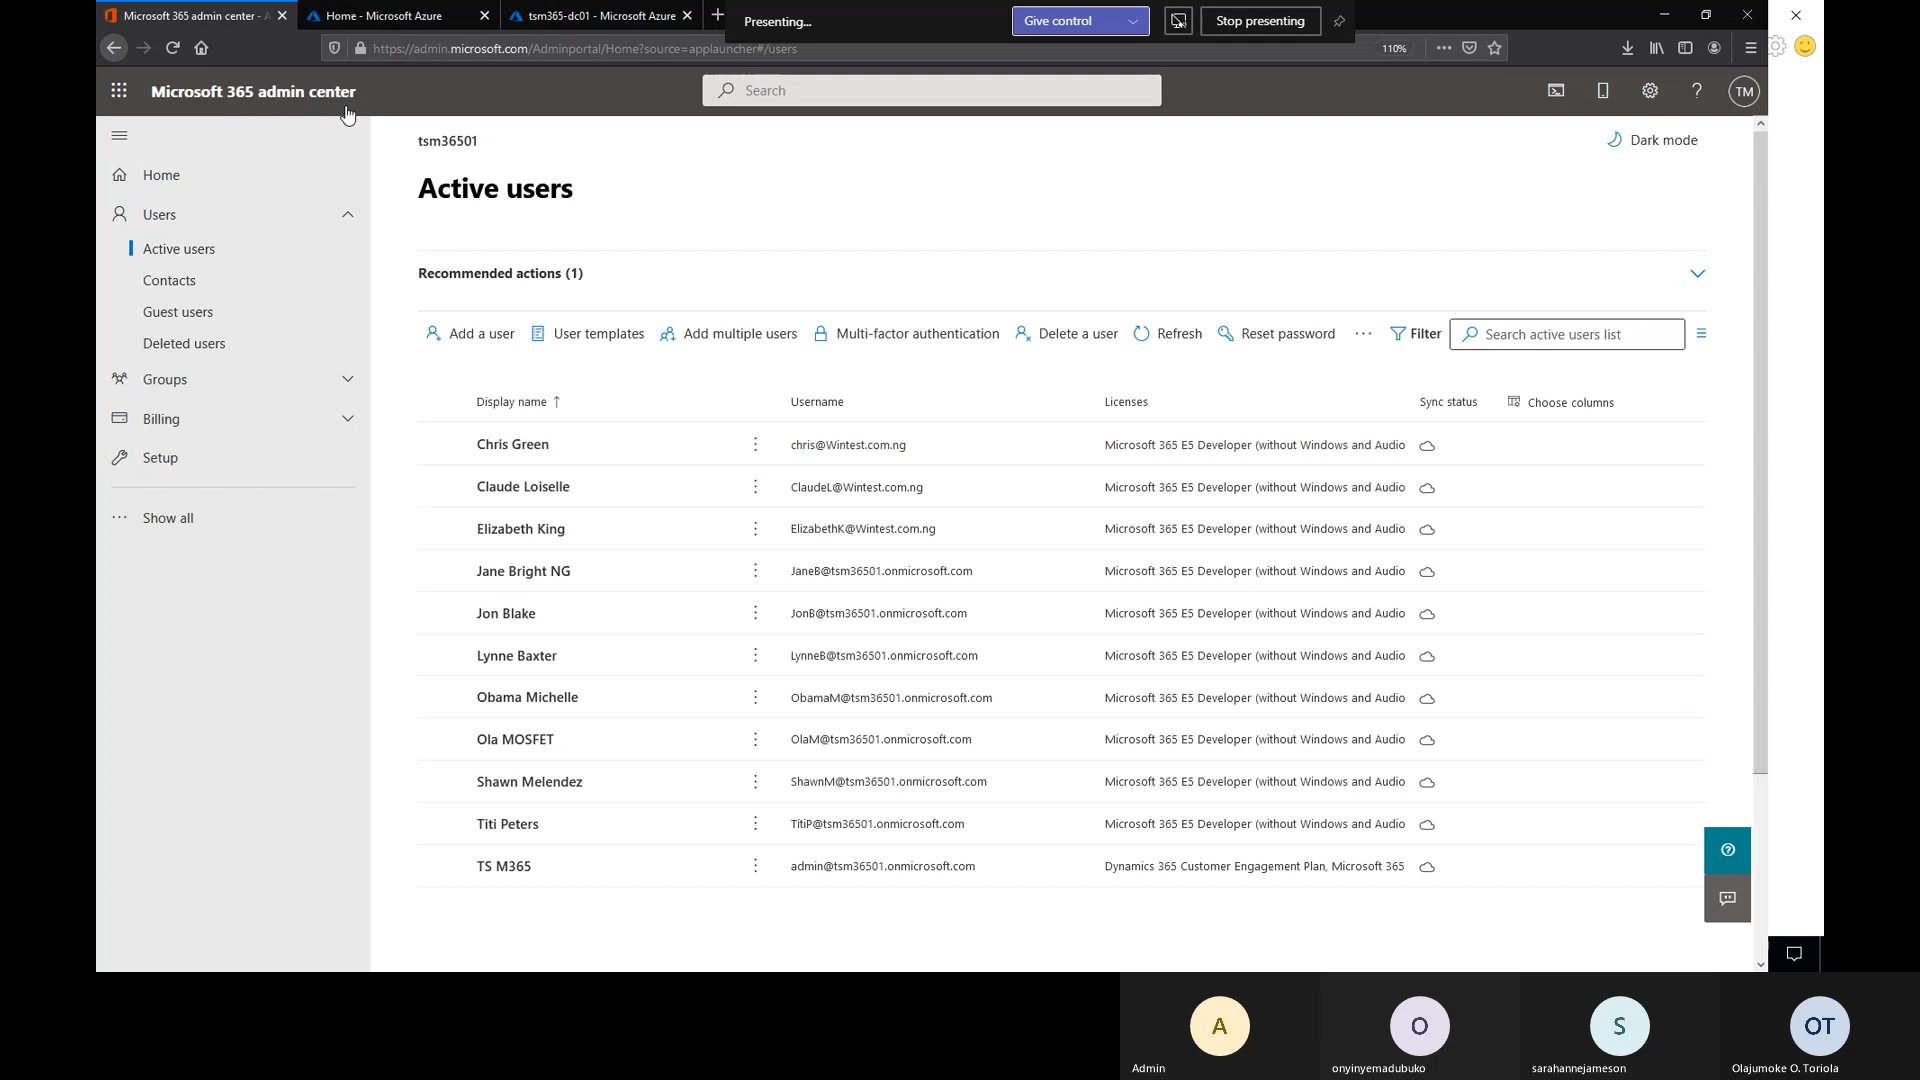 Microsoft 365 admin center - A
Home - Microsoft Azure
tsm365-dc01 - Microsoft Azure
Presenting...
Give control
Stop presenting
https://admin.microsoft.com/Adminportal/Home?source=applauncher#/users
110%
Microsoft 365 admin center
Search
TM
tsm36501
Dark mode
Home
Users
Active users
Contacts
Guest users
Deleted users
Groups
Billing
Setup
Show all
Active users
Recommended actions (1)
Add a user
User templates
Add multiple users
Multi-factor authentication
Delete a user
Refresh
Reset password
Filter
Search active users list
Display name ↑ Username Licenses Sync status Choose columns
Chris Green chris@Wintest.com.ng Microsoft 365 E5 Developer (without Windows and Audio
Claude Loiselle ClaudeL@Wintest.com.ng Microsoft 365 E5 Developer (without Windows and Audio
Elizabeth King ElizabethK@Wintest.com.ng Microsoft 365 E5 Developer (without Windows and Audio
Jane Bright NG JaneB@tsm36501.onmicrosoft.com Microsoft 365 E5 Developer (without Windows and Audio
Jon Blake JonB@tsm36501.onmicrosoft.com Microsoft 365 E5 Developer (without Windows and Audio
Lynne Baxter LynneB@tsm36501.onmicrosoft.com Microsoft 365 E5 Developer (without Windows and Audio
Obama Michelle ObamaM@tsm36501.onmicrosoft.com Microsoft 365 E5 Developer (without Windows and Audio
Ola MOSFET OlaM@tsm36501.onmicrosoft.com Microsoft 365 E5 Developer (without Windows and Audio
Shawn Melendez ShawnM@tsm36501.onmicrosoft.com Microsoft 365 E5 Developer (without Windows and Audio
Titi Peters TitiP@tsm36501.onmicrosoft.com Microsoft 365 E5 Developer (without Windows and Audio
TS M365 admin@tsm36501.onmicrosoft.com Dynamics 365 Customer Engagement Plan, Microsoft 365
A O S OT
Admin onyinyemadubuko sarahannejameson Olajumoke O. Toriola